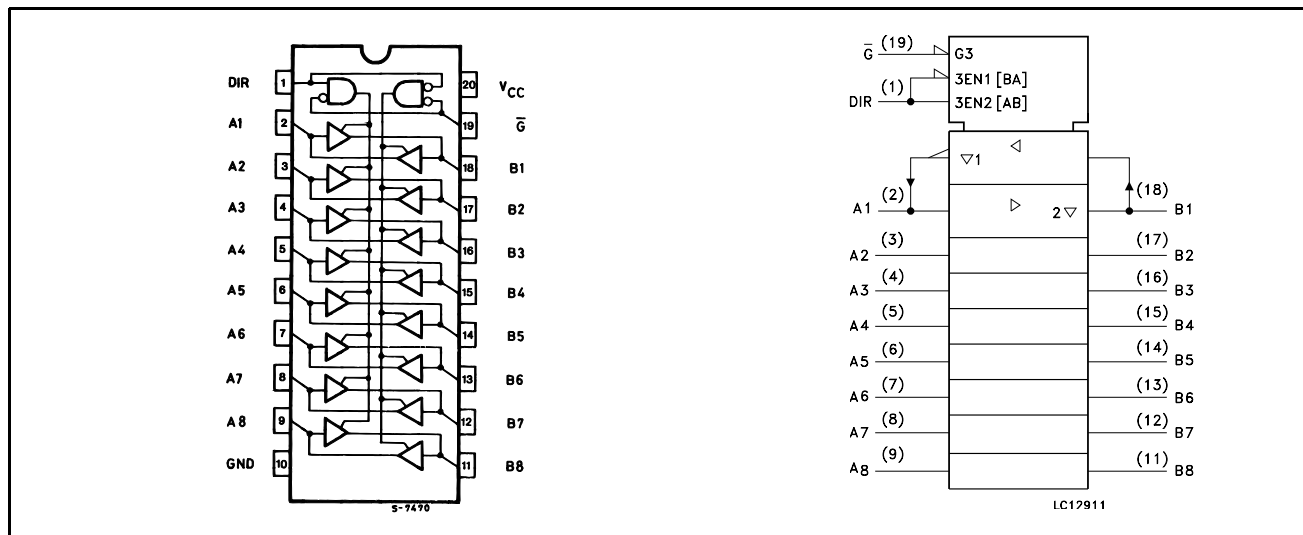 DIR 1 20 VCC
A1 2 19 G̅
A2 3 18 B1
A3 4 17 B2
A4 5 16 B3
A5 6 15 B4
A6 7 14 B5
A7 8 13 B6
A8 9 12 B7
GND 10 11 B8
S-7470
G̅ (19) G3
3EN1 [BA]
DIR (1) 3EN2 [AB]
▽1 ◁
A1 (2) ▷ 2▽ (18) B1
A2 (3) (17) B2
A3 (4) (16) B3
A4 (5) (15) B4
A5 (6) (14) B5
A6 (7) (13) B6
A7 (8) (12) B7
A8 (9) (11) B8
LC12911